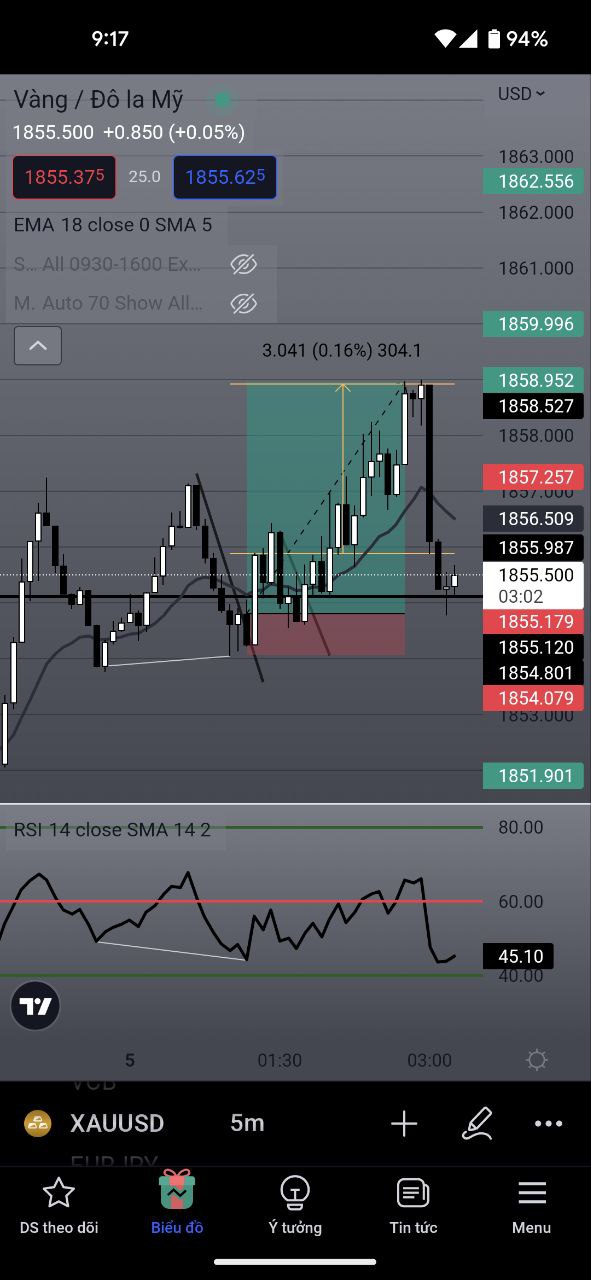 9:17
94%
Vàng / Đô la Mỹ
USD
1855.500 +0.850 (+0.05%)
1863.000
1855.375
25.0
1855.625
1862.556
1862.000
EMA 18 close 0 SMA 5
S... All 0930-1600 Ex...
1861.000
M. Auto 70 Show All...
1859.996
3.041 (0.16%) 304.1
1858.952
1858.527
1858.000
1857.257
1857.000
1856.509
1855.987
1855.500
03:02
1855.179
1855.120
1854.801
1854.079
1853.000
1851.901
RSI 14 close SMA 14 2
80.00
60.00
45.10
40.00
5
01:30
03:00
VCB
XAUUSD
5m
EURJPY
DS theo dõi
Biểu đồ
Ý tưởng
Tin tức
Menu